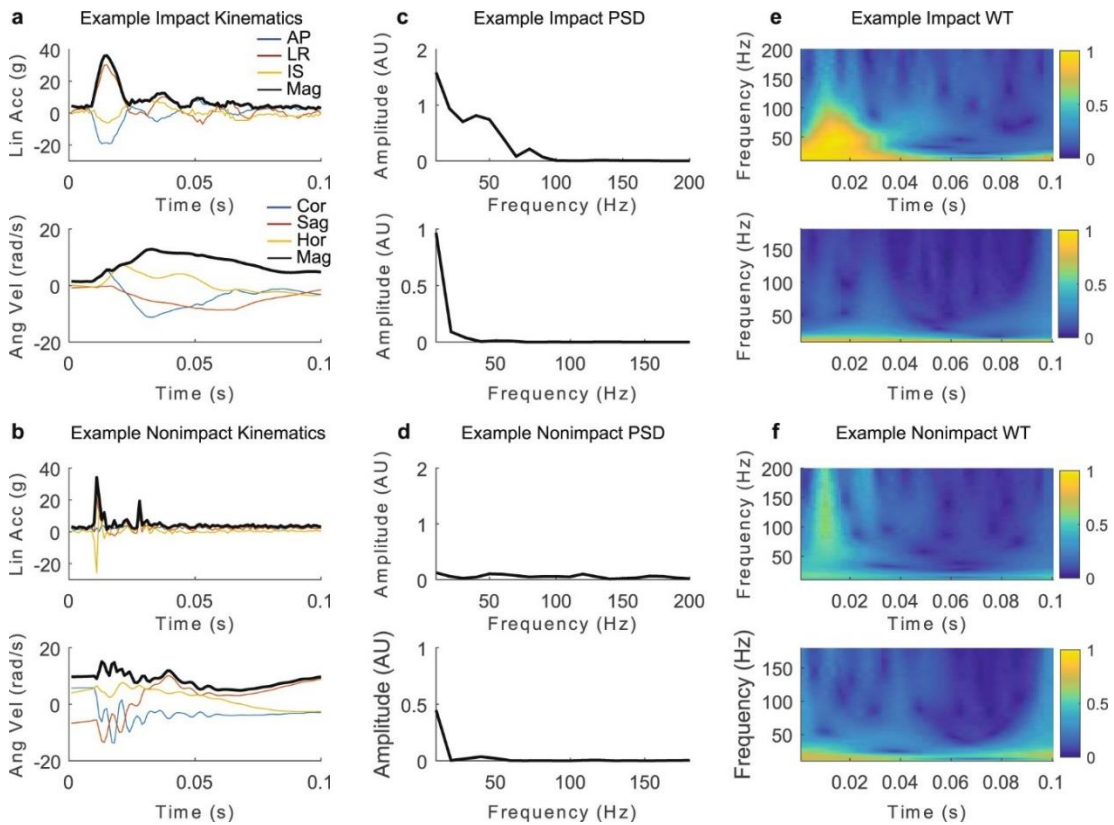 a Example Impact Kinematics
AP
LR
IS
Mag
Lin Acc (g)
40
20
0
-20
0 0.05 0.1
Time (s)
Cor
Sag
Hor
Mag
Ang Vel (rad/s)
20
0
-20
0 0.05 0.1
Time (s)
c Example Impact PSD
Amplitude (AU)
2
1
0
50 100 150 200
Frequency (Hz)
Amplitude (AU)
1
0.5
0
50 100 150 200
Frequency (Hz)
e Example Impact WT
Frequency (Hz)
200
150
100
50
0.02 0.04 0.06 0.08 0.1
Time (s)
1
0.5
0
Frequency (Hz)
150
100
50
0.02 0.04 0.06 0.08 0.1
Time (s)
1
0.5
0
b Example Nonimpact Kinematics
Lin Acc (g)
40
20
0
-20
0 0.05 0.1
Time (s)
Ang Vel (rad/s)
20
0
-20
0 0.05 0.1
Time (s)
d Example Nonimpact PSD
Amplitude (AU)
2
1
0
50 100 150 200
Frequency (Hz)
Amplitude (AU)
1
0.5
0
50 100 150 200
Frequency (Hz)
f Example Nonimpact WT
Frequency (Hz)
200
150
100
50
0.02 0.04 0.06 0.08 0.1
Time (s)
1
0.5
0
Frequency (Hz)
150
100
50
0.02 0.04 0.06 0.08 0.1
Time (s)
1
0.5
0